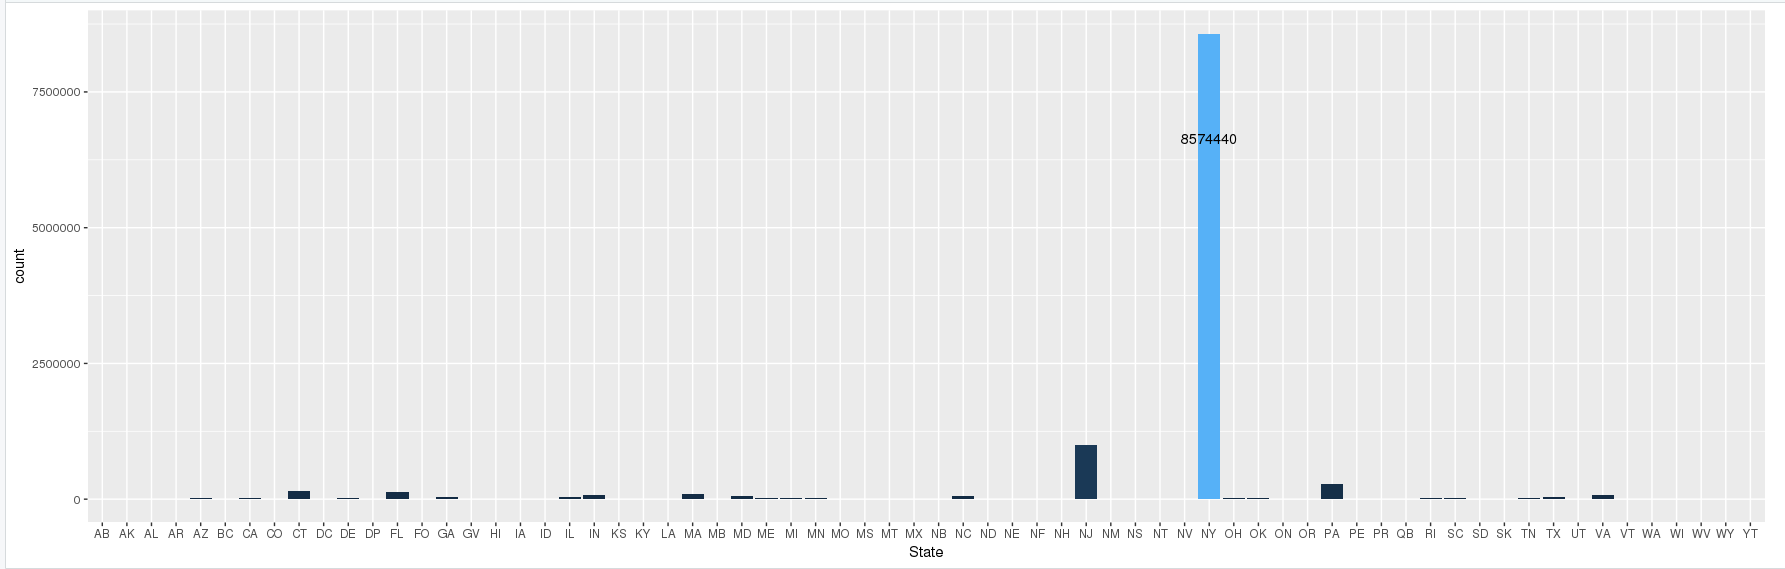 7500000
8574440
5000000
count
2500000
0
AB AK AL AR AZ BC CA CO CT DC DE DP FL FO GA GV HI IA ID IL IN KS KY LA MA MB MD ME MI MN MO MS MT MX NB NC ND NE NF NH NJ NM NS NT NV NY OH OK ON OR PA PE PR QB RI SC SD SK TN TX UT VA VT WA WI WV WY YT
State